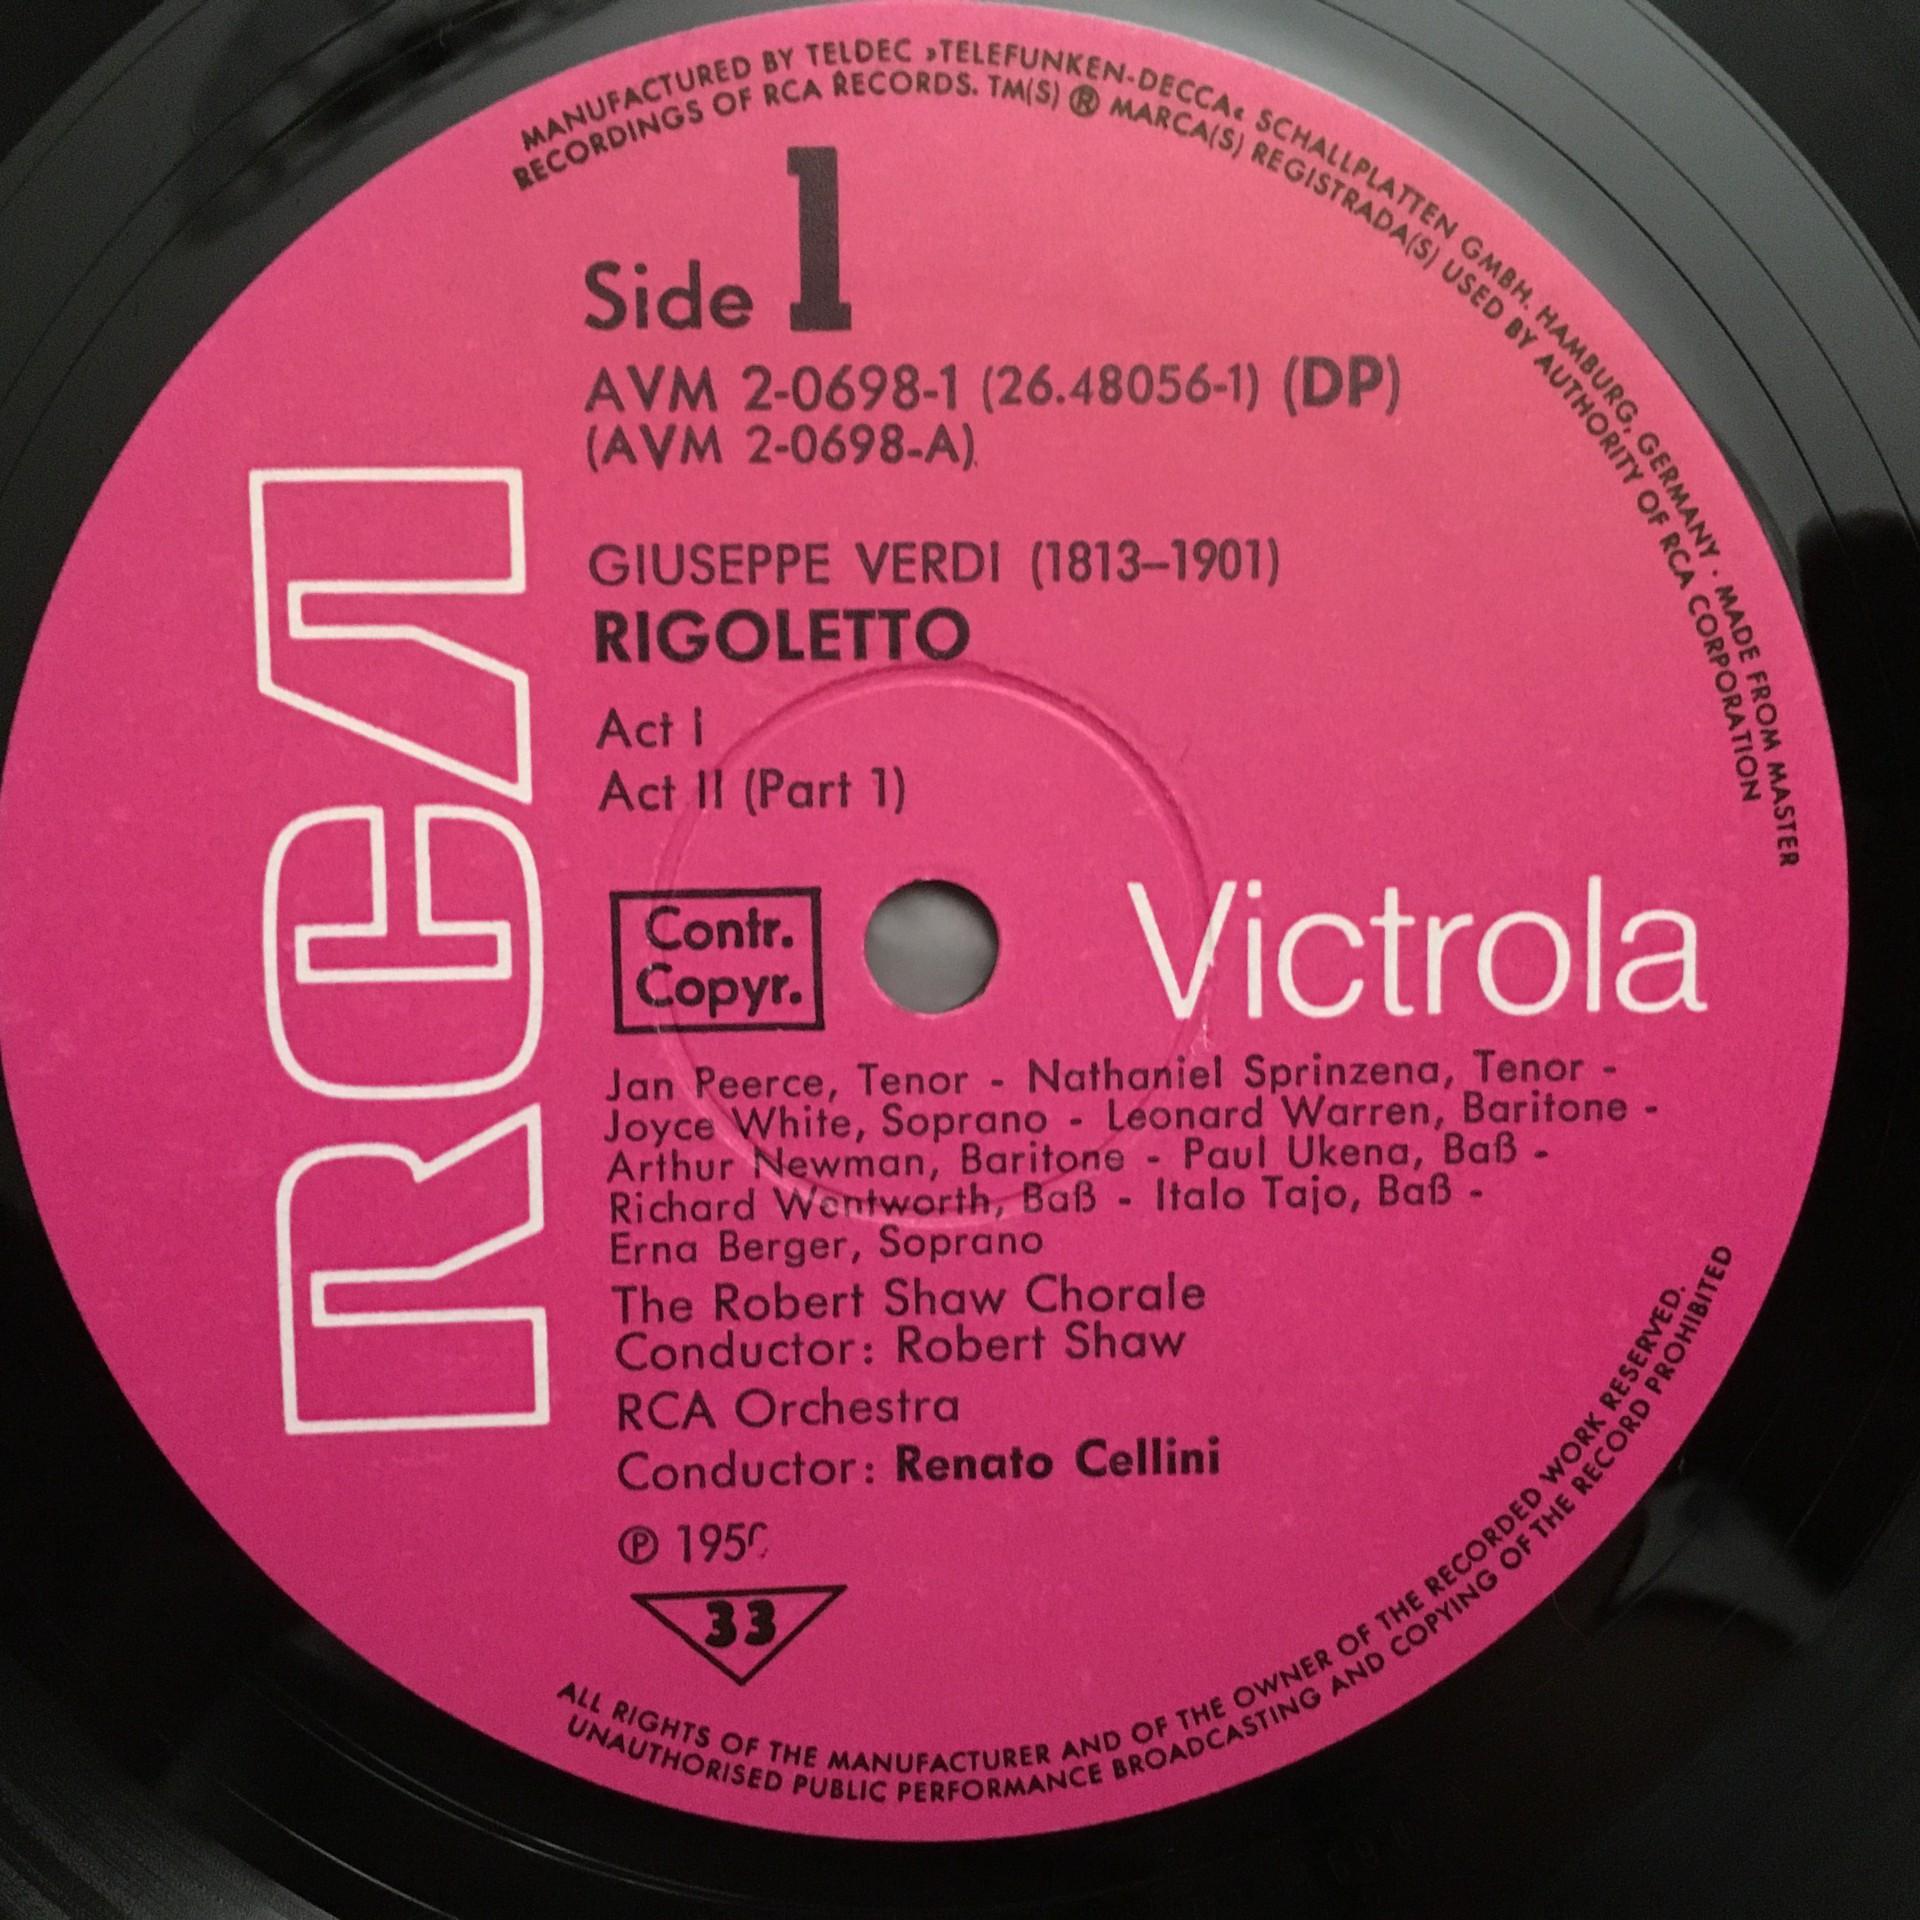 MANUFACTURED BY TELDEC »TELEFUNKEN-DECCA« SCHALLPLATTEN GMBH. HAMBURG, GERMANY · MADE FROM MASTER
RECORDINGS OF RCA RECORDS. TM(S) ® MARCA(S) REGISTRADA(S) USED BY AUTHORITY OF RCA CORPORATION
Side 1
AVM 2-0698-1 (26.48056-1) (DP)
(AVM 2-0698-A)
GIUSEPPE VERDI (1813–1901)
RIGOLETTO
Act I
Act II (Part 1)
RCA
Contr.
Copyr.
Victrola
Jan Peerce, Tenor - Nathaniel Sprinzena, Tenor -
Joyce White, Soprano - Leonard Warren, Baritone -
Arthur Newman, Baritone - Paul Ukena, Baß -
Richard Wentworth, Baß - Italo Tajo, Baß -
Erna Berger, Soprano
The Robert Shaw Chorale
Conductor: Robert Shaw
RCA Orchestra
Conductor: Renato Cellini
℗
33
ALL RIGHTS OF THE MANUFACTURER AND OF THE OWNER OF THE RECORDED WORK RESERVED.
UNAUTHORISED PUBLIC PERFORMANCE BROADCASTING AND COPYING OF THE RECORD PROHIBITED